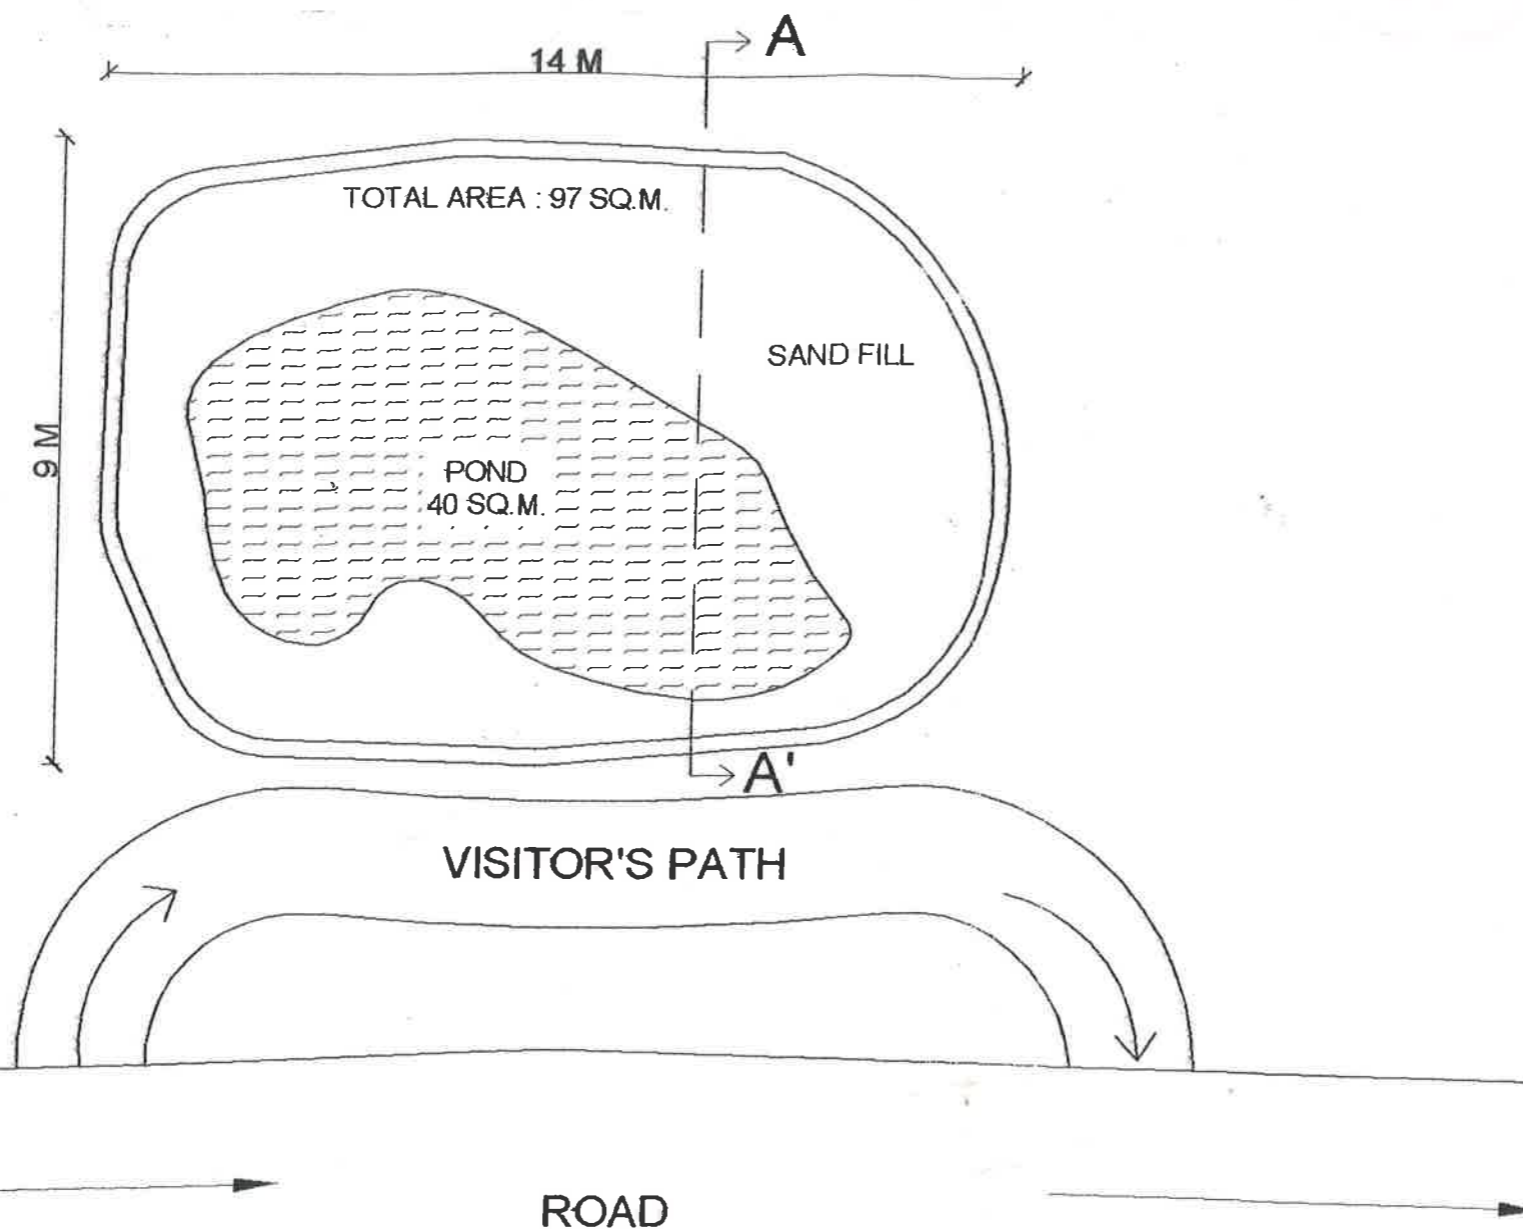 A
14 M
TOTAL AREA : 97 SQ.M.
SAND FILL
9 M
POND
40 SQ.M.
A'
VISITOR'S PATH
ROAD